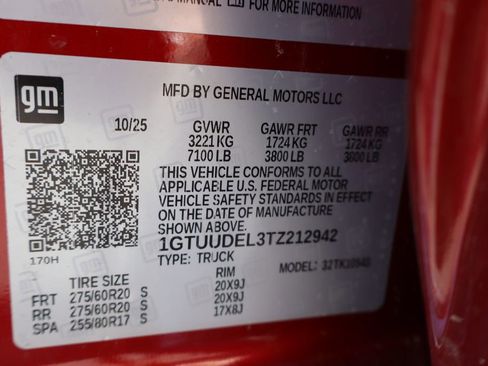 FOR MORE INFORMATION
gm
MFD BY GENERAL MOTORS LLC
10/25 GVWR GAWR FRT GAWR RR
3221 KG 1724 KG 1724 KG
7100 LB 3800 LB 3800 LB
THIS VEHICLE CONFORMS TO ALL
APPLICABLE U.S. FEDERAL MOTOR
VEHICLE SAFETY STANDARDS IN EFFECT
ON THE DATE OF MANUFACTURE
SHOWN ABOVE.
1GTUUDEL3TZ212942
170H
TYPE: TRUCK MODEL:
TIRE SIZE RIM
FRT 275/60R20 S 20X9J
RR 275/60R20 S 20X9J
SPA 255/80R17 S 17X8J